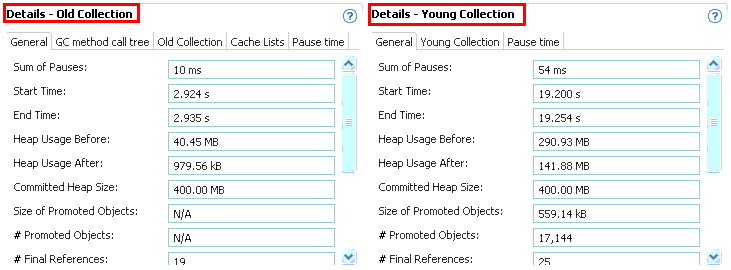 Details - Old Collection
General GC method call tree Old Collection Cache Lists Pause time
Sum of Pauses: 10 ms
Start Time: 2.924 s
End Time: 2.935 s
Heap Usage Before: 40.45 MB
Heap Usage After: 979.56 kB
Committed Heap Size: 400.00 MB
Size of Promoted Objects: N/A
# Promoted Objects: N/A
# Final References: 19
Details - Young Collection
General Young Collection Pause time
Sum of Pauses: 54 ms
Start Time: 19.200 s
End Time: 19.254 s
Heap Usage Before: 290.93 MB
Heap Usage After: 141.88 MB
Committed Heap Size: 400.00 MB
Size of Promoted Objects: 559.14 kB
# Promoted Objects: 17,144
# Final References: 25